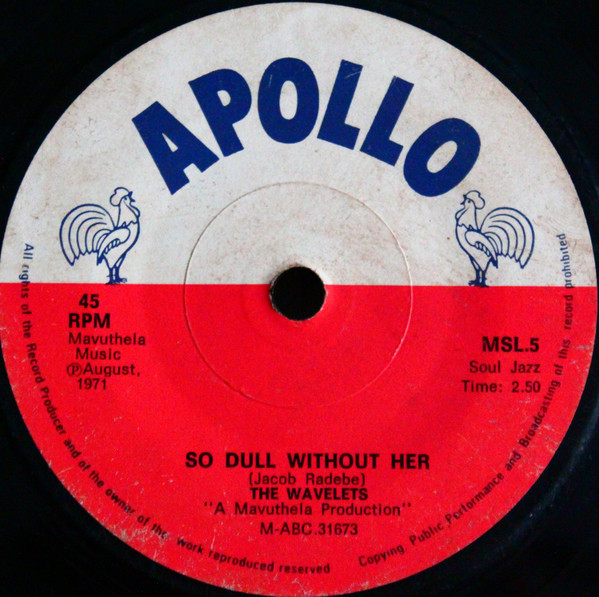 APOLLO
45
RPM
Mavuthela
Music
ⓅAugust,
1971
MSL.5
Soul Jazz
Time: 2.50
SO DULL WITHOUT HER
(Jacob Radebe)
THE WAVELETS
"A Mavuthela Production"
M-ABC.31673
All rights of the Record Producer and of the owner of the work reproduced reserved
Copying, Public Performance and Broadcasting of this record prohibited